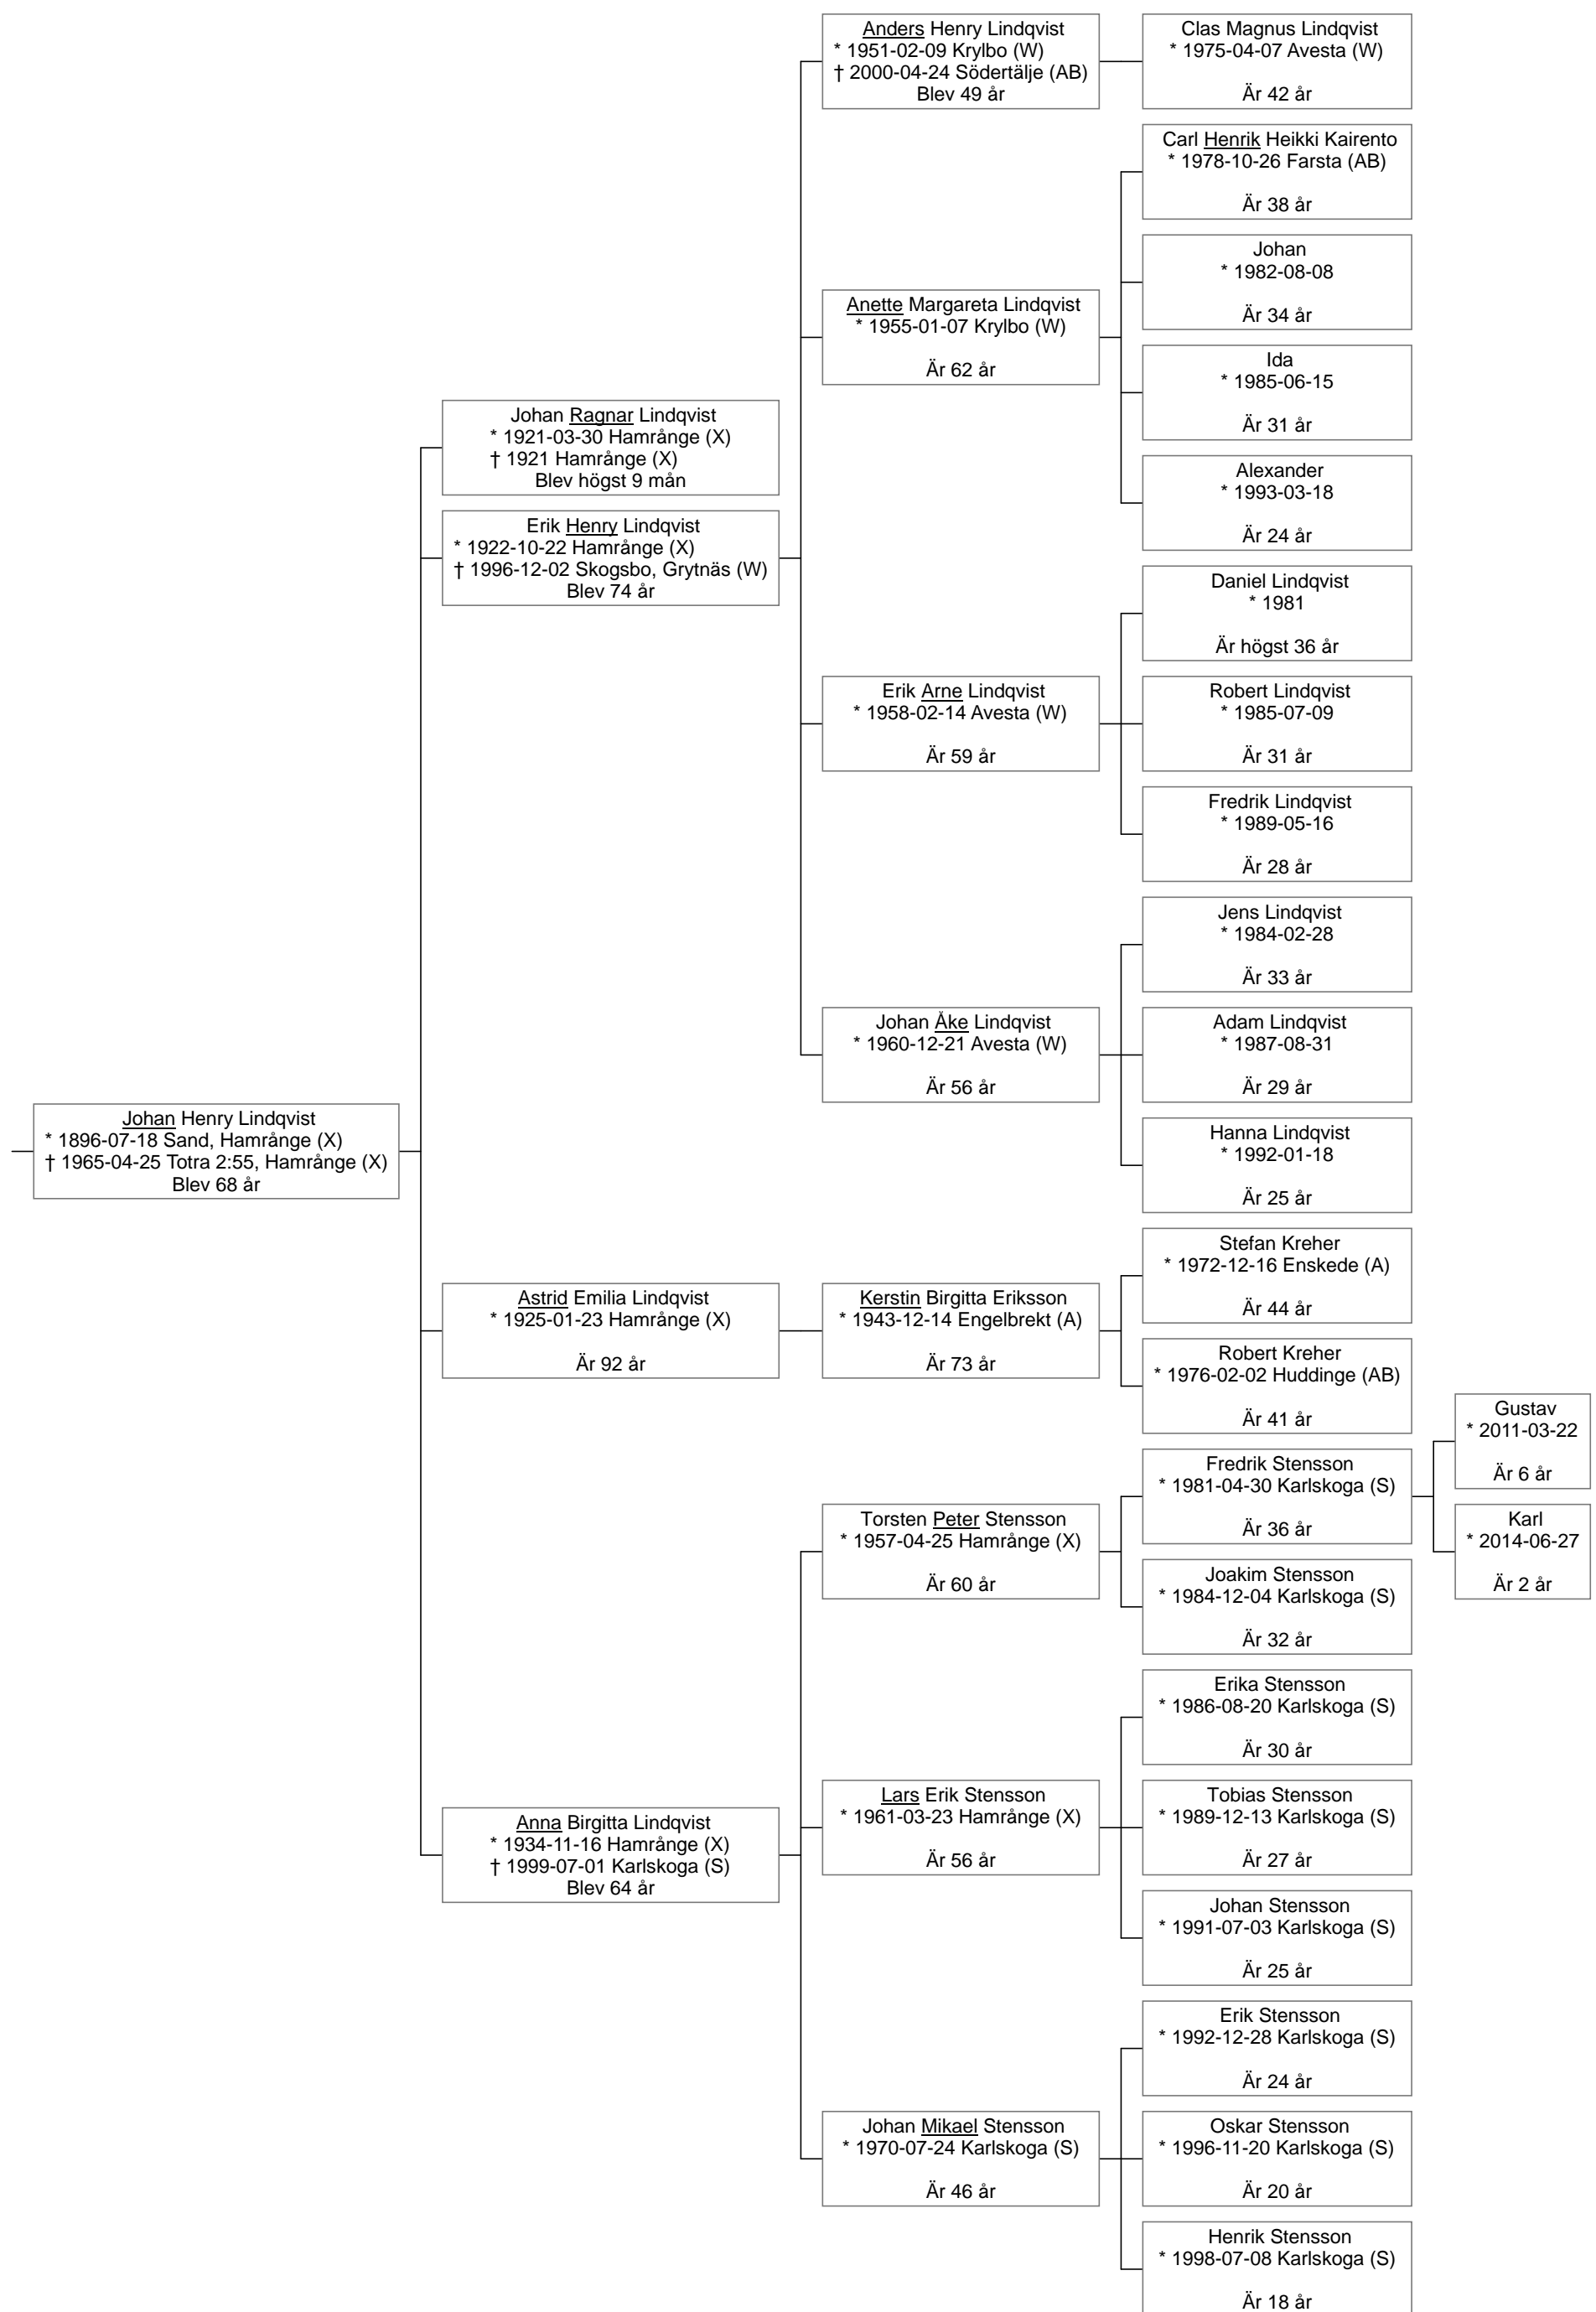 Anders Henry Lindqvist
* 1951-02-09 Krylbo (W)
† 2000-04-24 Södertälje (AB)
Blev 49 år
Clas Magnus Lindqvist
* 1975-04-07 Avesta (W)
Är 42 år
Carl Henrik Heikki Kairento
* 1978-10-26 Farsta (AB)
Är 38 år
Johan
* 1982-08-08
Är 34 år
Anette Margareta Lindqvist
* 1955-01-07 Krylbo (W)
Är 62 år
Ida
* 1985-06-15
Är 31 år
Johan Ragnar Lindqvist
* 1921-03-30 Hamrånge (X)
† 1921 Hamrånge (X)
Blev högst 9 mån
Alexander
* 1993-03-18
Är 24 år
Erik Henry Lindqvist
* 1922-10-22 Hamrånge (X)
† 1996-12-02 Skogsbo, Grytnäs (W)
Blev 74 år
Daniel Lindqvist
* 1981
Är högst 36 år
Erik Arne Lindqvist
* 1958-02-14 Avesta (W)
Är 59 år
Robert Lindqvist
* 1985-07-09
Är 31 år
Fredrik Lindqvist
* 1989-05-16
Är 28 år
Jens Lindqvist
* 1984-02-28
Är 33 år
Johan Åke Lindqvist
* 1960-12-21 Avesta (W)
Är 56 år
Adam Lindqvist
* 1987-08-31
Är 29 år
Johan Henry Lindqvist
* 1896-07-18 Sand, Hamrånge (X)
† 1965-04-25 Totra 2:55, Hamrånge (X)
Blev 68 år
Hanna Lindqvist
* 1992-01-18
Är 25 år
Stefan Kreher
* 1972-12-16 Enskede (A)
Är 44 år
Astrid Emilia Lindqvist
* 1925-01-23 Hamrånge (X)
Är 92 år
Kerstin Birgitta Eriksson
* 1943-12-14 Engelbrekt (A)
Är 73 år
Robert Kreher
* 1976-02-02 Huddinge (AB)
Är 41 år
Gustav
* 2011-03-22
Är 6 år
Fredrik Stensson
* 1981-04-30 Karlskoga (S)
Är 36 år
Torsten Peter Stensson
* 1957-04-25 Hamrånge (X)
Är 60 år
Karl
* 2014-06-27
Är 2 år
Joakim Stensson
* 1984-12-04 Karlskoga (S)
Är 32 år
Erika Stensson
* 1986-08-20 Karlskoga (S)
Är 30 år
Lars Erik Stensson
* 1961-03-23 Hamrånge (X)
Är 56 år
Tobias Stensson
* 1989-12-13 Karlskoga (S)
Är 27 år
Anna Birgitta Lindqvist
* 1934-11-16 Hamrånge (X)
† 1999-07-01 Karlskoga (S)
Blev 64 år
Johan Stensson
* 1991-07-03 Karlskoga (S)
Är 25 år
Erik Stensson
* 1992-12-28 Karlskoga (S)
Är 24 år
Johan Mikael Stensson
* 1970-07-24 Karlskoga (S)
Är 46 år
Oskar Stensson
* 1996-11-20 Karlskoga (S)
Är 20 år
Henrik Stensson
* 1998-07-08 Karlskoga (S)
Är 18 år